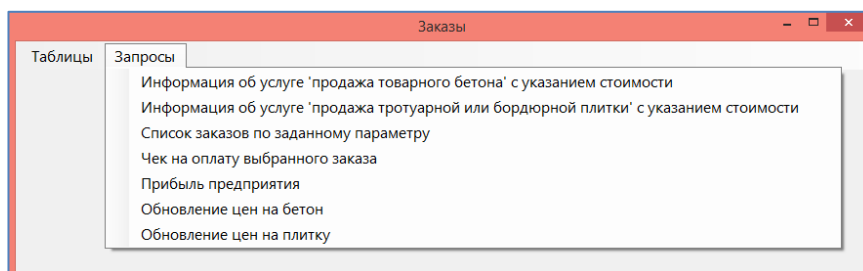 Заказы
Таблицы Запросы
Информация об услуге 'продажа товарного бетона' с указанием стоимости
Информация об услуге 'продажа тротуарной или бордюрной плитки' с указанием стоимости
Список заказов по заданному параметру
Чек на оплату выбранного заказа
Прибыль предприятия
Обновление цен на бетон
Обновление цен на плитку